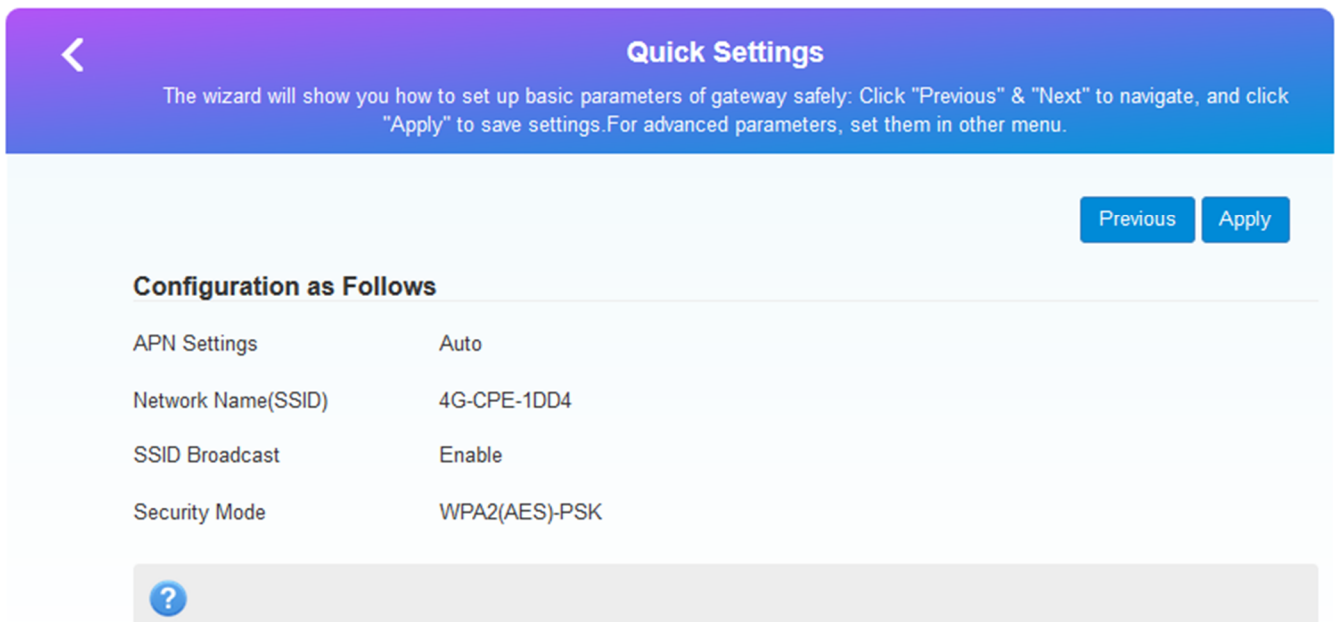 Quick Settings
The wizard will show you how to set up basic parameters of gateway safely: Click "Previous" & "Next" to navigate, and click
"Apply" to save settings.For advanced parameters, set them in other menu.
Previous Apply
Configuration as Follows
APN Settings Auto
Network Name(SSID) 4G-CPE-1DD4
SSID Broadcast Enable
Security Mode WPA2(AES)-PSK
?